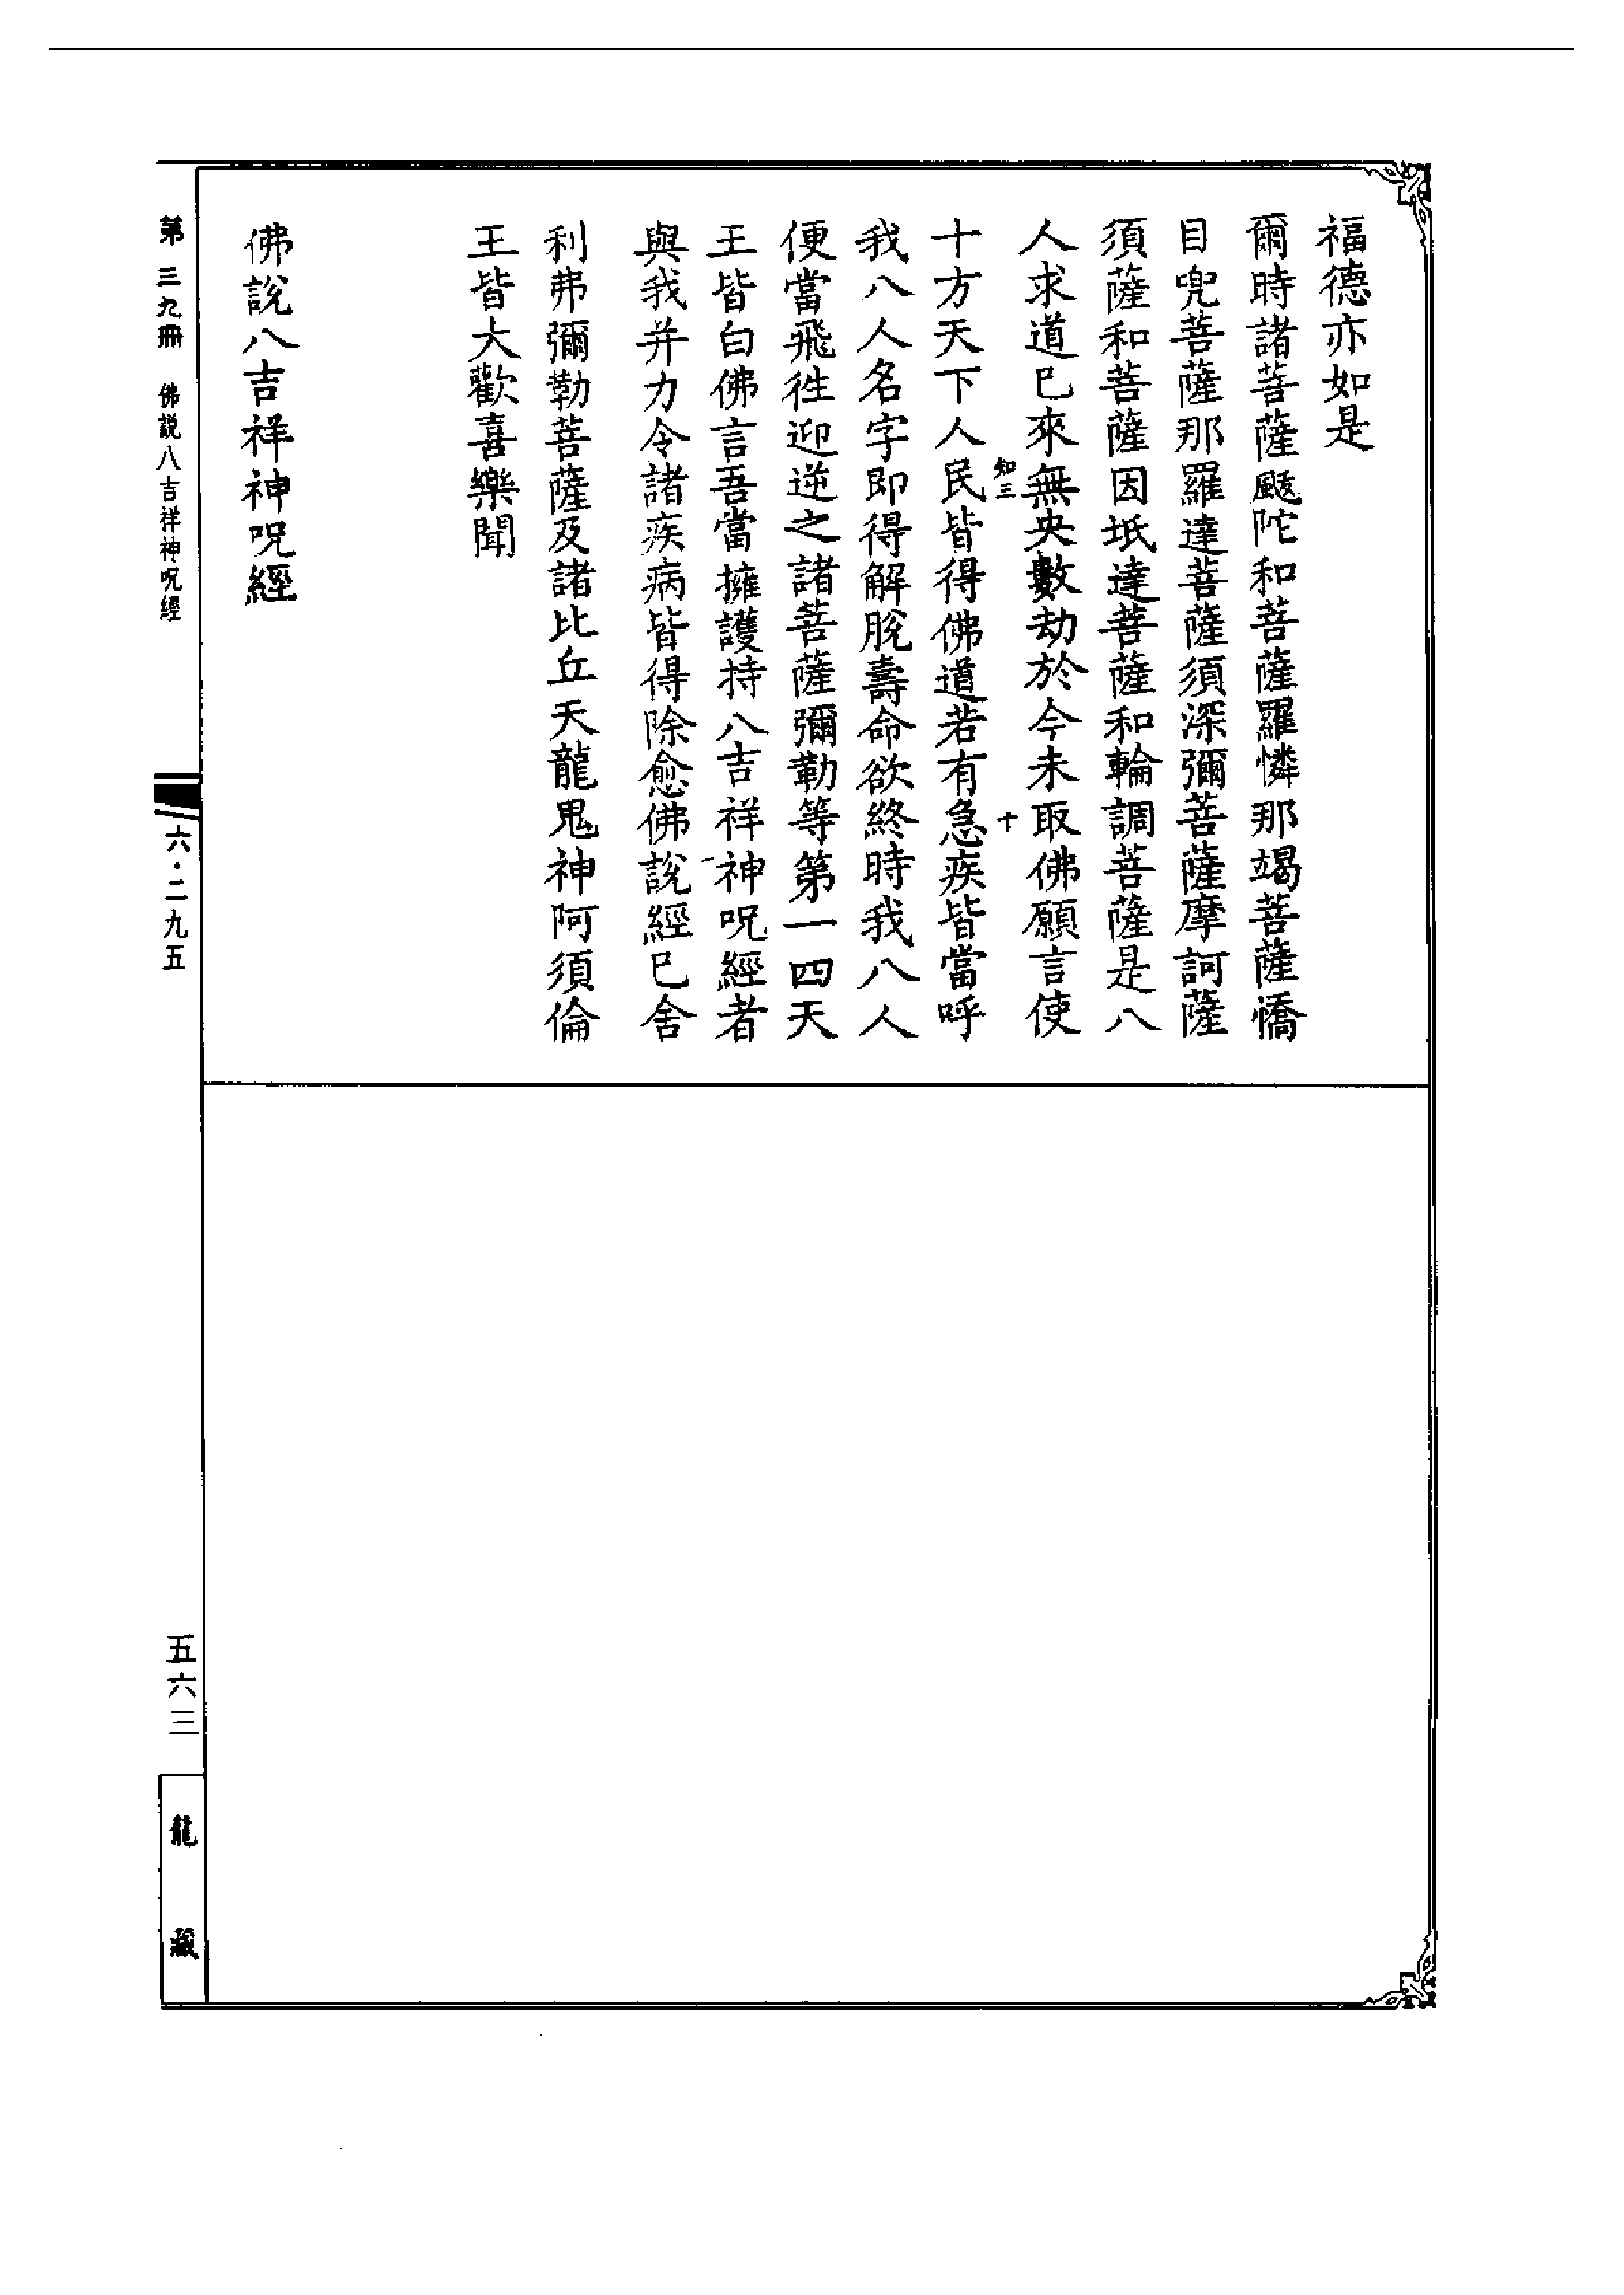 福德亦如是
爾時諸菩薩颰陀和菩薩羅憐那竭菩薩憍
目兜菩薩那羅達菩薩須深彌菩薩摩訶薩
須薩和菩薩因坻達菩薩和輪調菩薩是八
人求道已來無央數劫於今未取佛願言使
知三
十
十方天下人民皆得佛道若有急疾皆當呼
我八人名字即得解脫壽命欲終時我八人
便當飛徃迎逆之諸菩薩彌勒等第一四天
王皆白佛言吾當擁護持八吉祥神呪經者
與我并力令諸疾病皆得除愈佛說經已舍
利弗彌勒菩薩及諸比丘天龍鬼神阿須倫
王皆大歡喜樂聞
佛說八吉祥神呪經
第三九冊 佛説八吉祥神呪經
六·二九五
五六三
龍藏